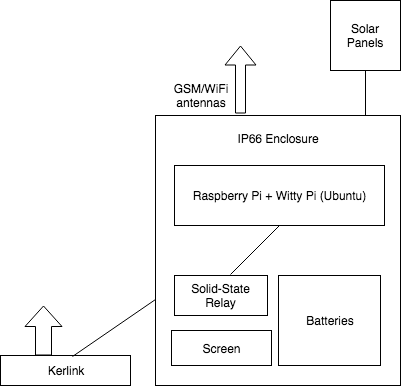 Solar
Panels
GSM/WiFi
antennas
IP66 Enclosure
Raspberry Pi + Witty Pi (Ubuntu)
Solid-State
Relay
Batteries
Screen
Kerlink